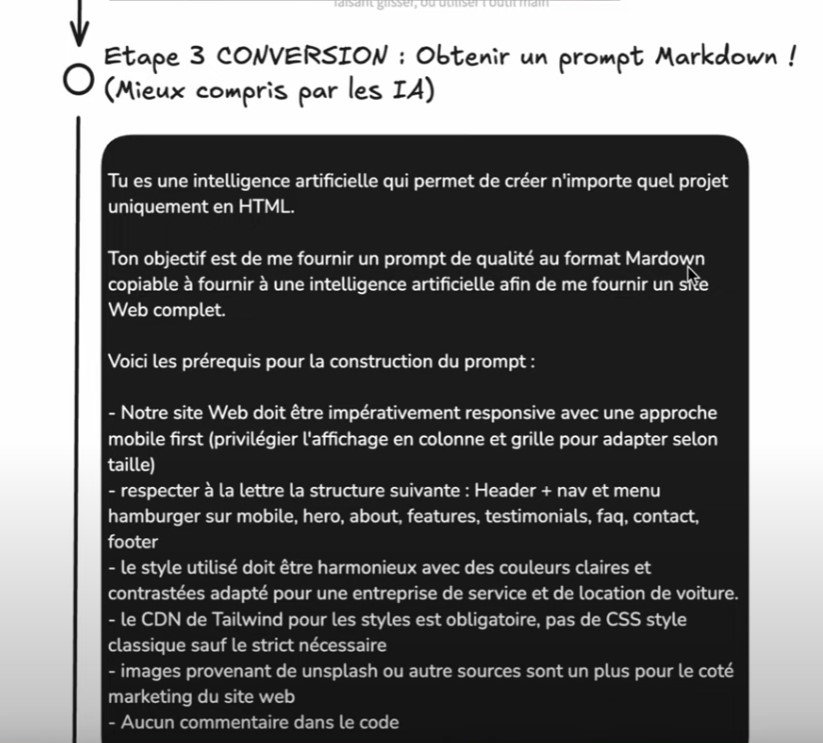 faisant glisser, ou utiliser l'outil main
Etape 3 CONVERSION : Obtenir un prompt Markdown !
(Mieux compris par les IA)
Tu es une intelligence artificielle qui permet de créer n'importe quel projet
uniquement en HTML.
Ton objectif est de me fournir un prompt de qualité au format Mardown
copiable à fournir à une intelligence artificielle afin de me fournir un site
Web complet.
Voici les prérequis pour la construction du prompt :
- Notre site Web doit être impérativement responsive avec une approche
mobile first (privilégier l'affichage en colonne et grille pour adapter selon
taille)
- respecter à la lettre la structure suivante : Header + nav et menu
hamburger sur mobile, hero, about, features, testimonials, faq, contact,
footer
- le style utilisé doit être harmonieux avec des couleurs claires et
contrastées adapté pour une entreprise de service et de location de voiture.
- le CDN de Tailwind pour les styles est obligatoire, pas de CSS style
classique sauf le strict nécessaire
- images provenant de unsplash ou autre sources sont un plus pour le coté
marketing du site web
- Aucun commentaire dans le code